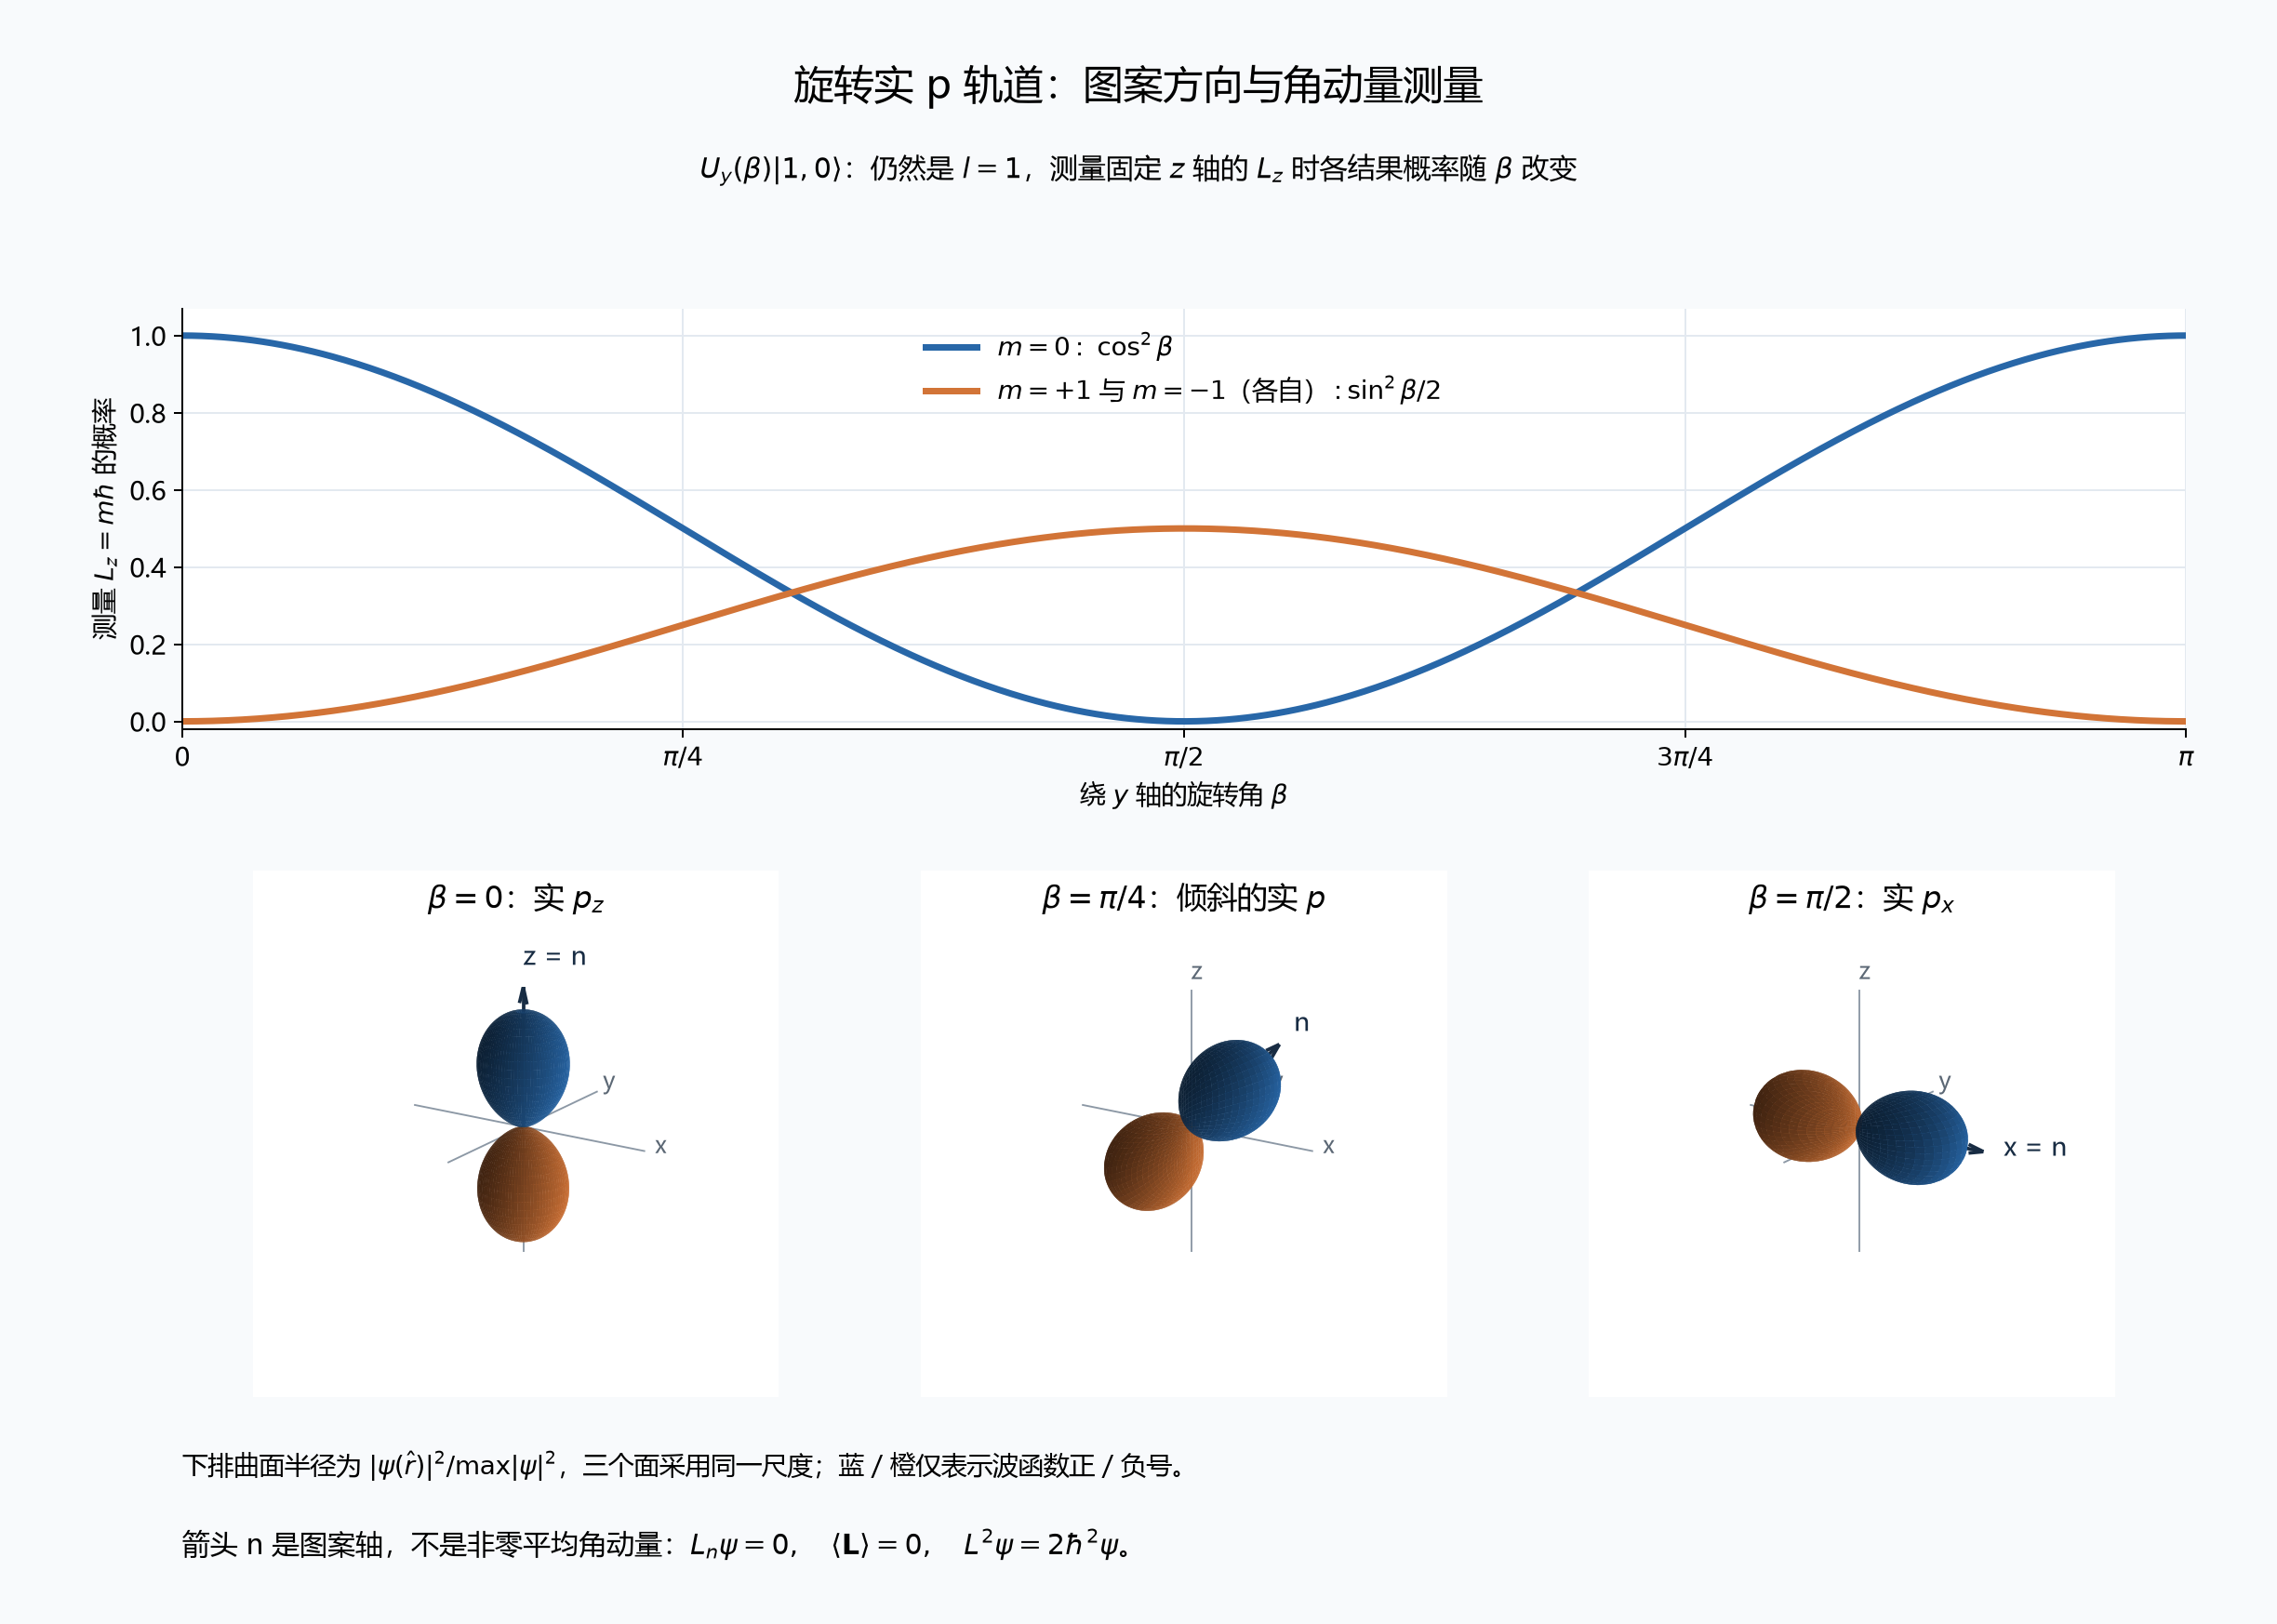 旋转实 p 轨道：图案方向与角动量测量
U_y(β)|1, 0⟩：仍然是 l = 1，测量固定 z 轴的 L_z 时各结果概率随 β 改变
测量 L_z = mℏ 的概率
1.0
0.8
0.6
0.4
0.2
0.0
m = 0 : cos² β
m = +1 与 m = −1（各自）: sin² β/2
0
π/4
π/2
3π/4
π
绕 y 轴的旋转角 β
β = 0：实 p_z
z = n
y
x
β = π/4：倾斜的实 p
z
n
x
β = π/2：实 p_x
z
y
x = n
下排曲面半径为 |ψ(r̂)|²/max|ψ|²，三个面采用同一尺度；蓝 / 橙仅表示波函数正 / 负号。
箭头 n 是图案轴，不是非零平均角动量：L_nψ = 0, ⟨L⟩ = 0, L²ψ = 2ℏ²ψ。